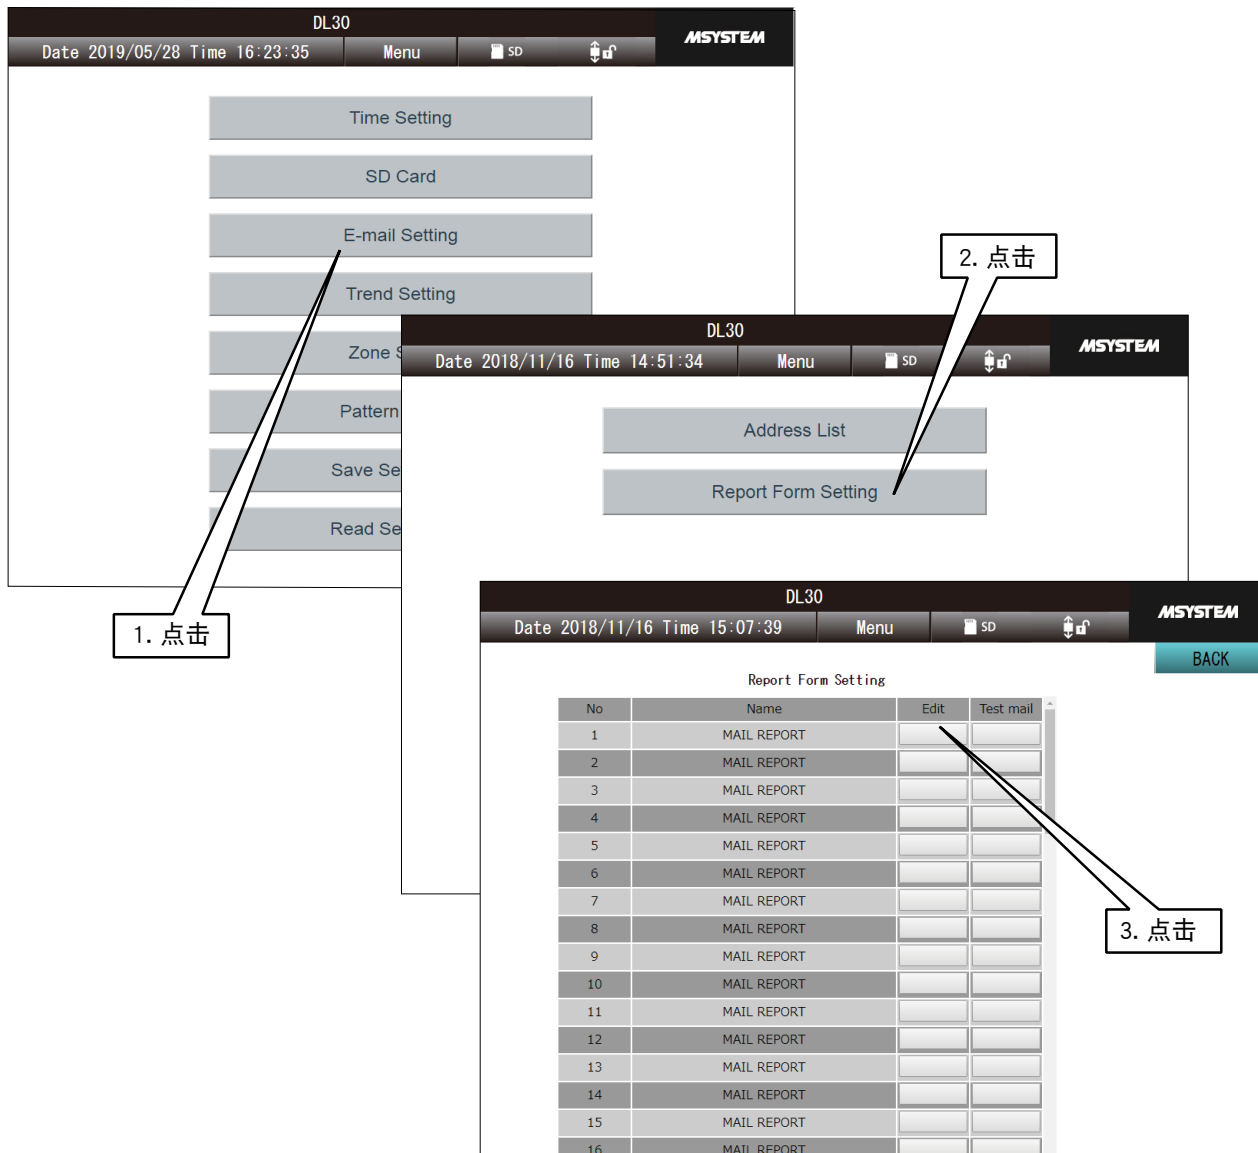 DL30
MSYSTEM
Date 2019/05/28 Time 16:23:35
Menu
SD
Time Setting
SD Card
E-mail Setting
Trend Setting
Zone S
Pattern
Save Se
Read Se
1. 点击
2. 点击
DL30
MSYSTEM
Date 2018/11/16 Time 14:51:34
Menu
SD
Address List
Report Form Setting
DL30
MSYSTEM
Date 2018/11/16 Time 15:07:39
Menu
SD
BACK
Report Form Setting
No Name Edit Test mail
1 MAIL REPORT
2 MAIL REPORT
3 MAIL REPORT
4 MAIL REPORT
5 MAIL REPORT
6 MAIL REPORT
7 MAIL REPORT
8 MAIL REPORT
9 MAIL REPORT
10 MAIL REPORT
11 MAIL REPORT
12 MAIL REPORT
13 MAIL REPORT
14 MAIL REPORT
15 MAIL REPORT
16 MAIL REPORT
3. 点击